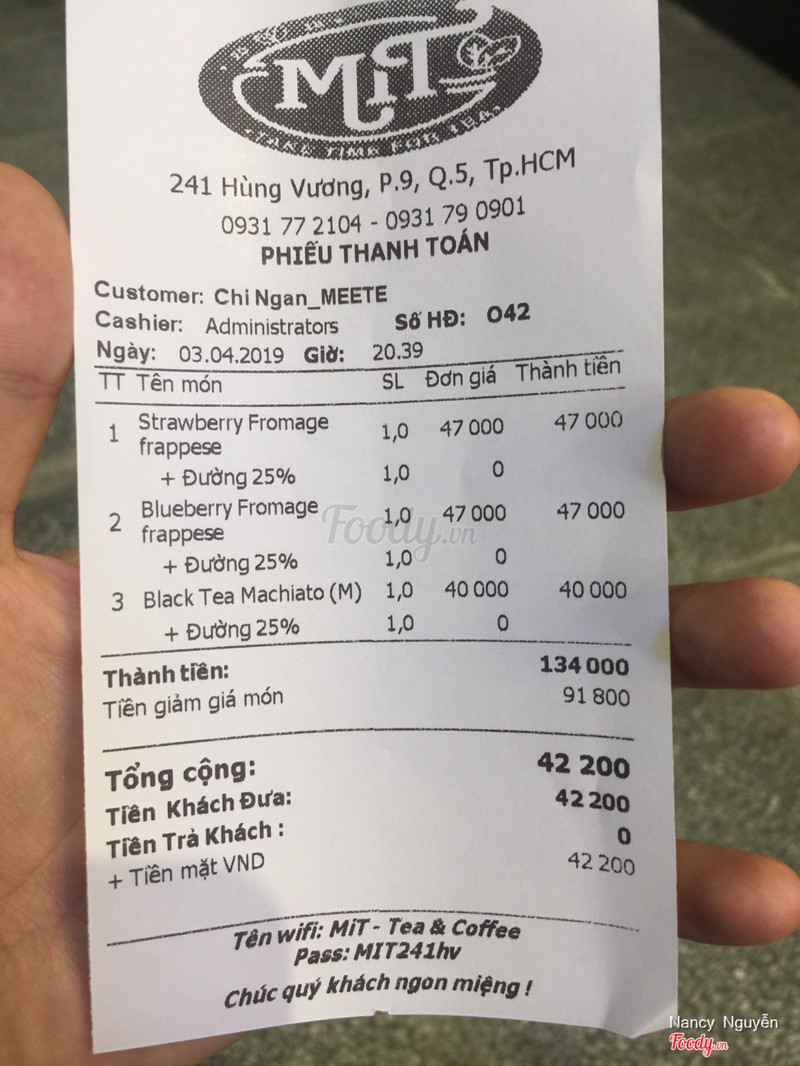 MiT
TIME FOR TEA
241 Hùng Vương, P.9, Q.5, Tp.HCM
0931 77 2104 - 0931 79 0901
PHIẾU THANH TOÁN
Customer: Chi Ngan_MEETE
Cashier: Administrators Số HĐ: O42
Ngày: 03.04.2019 Giờ: 20.39
TT Tên món SL Đơn giá Thành tiền
1 Strawberry Fromage frappese 1,0 47 000 47 000
+ Đường 25% 1,0 0
2 Blueberry Fromage frappese 1,0 47 000 47 000
+ Đường 25% 1,0 0
3 Black Tea Machiato (M) 1,0 40 000 40 000
+ Đường 25% 1,0 0
Thành tiền: 134 000
Tiền giảm giá món 91 800
Tổng cộng: 42 200
Tiền Khách Đưa: 42 200
Tiền Trả Khách : 0
+ Tiền mặt VND 42 200
Tên wifi: MiT - Tea & Coffee
Pass: MIT241hv
Chúc quý khách ngon miệng !
Foody.vn
Nancy Nguyễn
Foody.vn